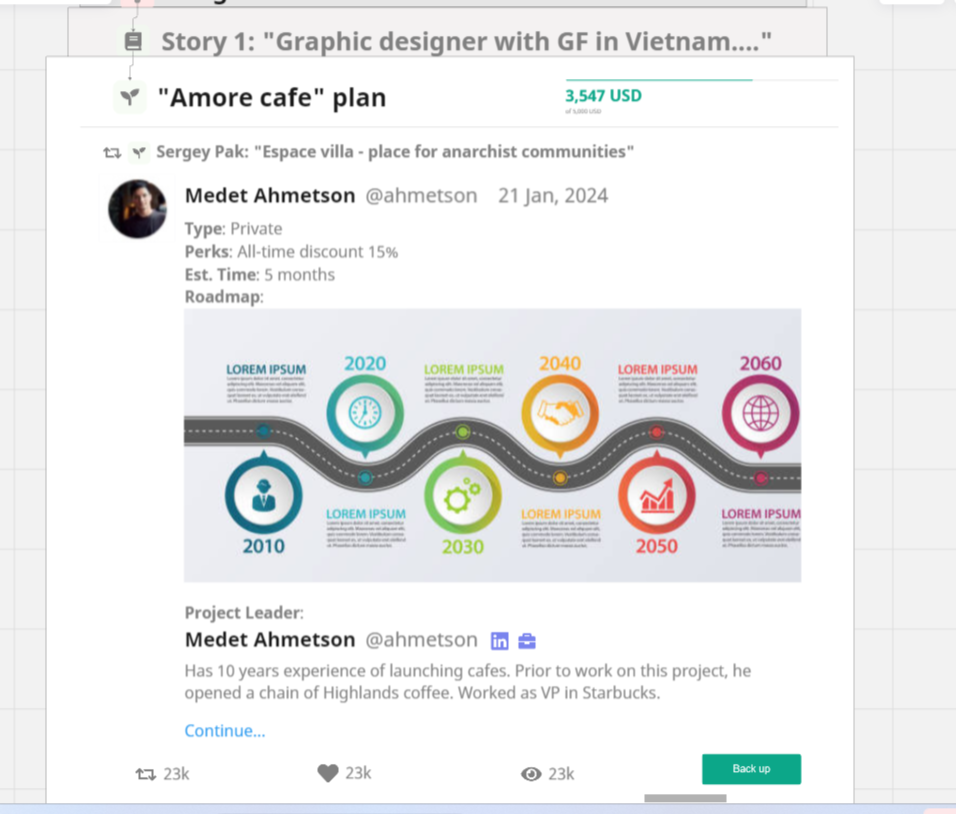 Story 1: "Graphic designer with GF in Vietnam...."
"Amore cafe" plan
3,547 USD
of 5,000 USD
Sergey Pak: "Espace villa - place for anarchist communities"
Medet Ahmetson @ahmetson 21 Jan, 2024
Type: Private
Perks: All-time discount 15%
Est. Time: 5 months
Roadmap:
LOREM IPSUM
2020
LOREM IPSUM
2040
LOREM IPSUM
2060
2010
LOREM IPSUM
2030
LOREM IPSUM
2050
LOREM IPSUM
Project Leader:
Medet Ahmetson @ahmetson in
Has 10 years experience of launching cafes. Prior to work on this project, he
opened a chain of Highlands coffee. Worked as VP in Starbucks.
Continue...
23k
23k
23k
Back up